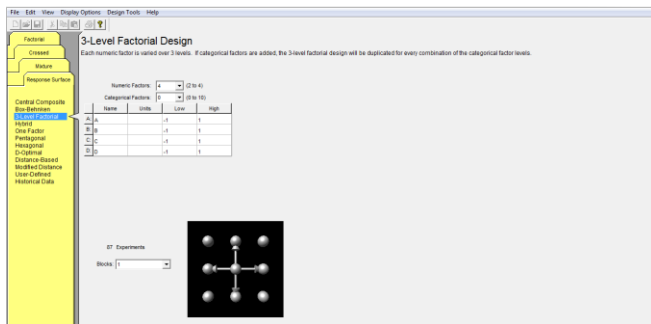 File Edit View Display Options Design Tools Help
Factorial
Crossed
Mixture
Response Surface
Central Composite
Box-Behnken
3-Level Factorial
Hybrid
One Factor
Pentagonal
Hexagonal
D-Optimal
Distance-Based
Modified Distance
User-Defined
Historical Data
3-Level Factorial Design
Each numeric factor is varied over 3 levels. If categorical factors are added, the 3-level factorial design will be duplicated for every combination of the categorical factor levels.
Numeric Factors: 4 (2 to 4)
Categorical Factors: 0 (0 to 10)
Name Units Low High
A: A -1 1
B: B -1 1
C: C -1 1
D: D -1 1
87 Experiments
Blocks: 1